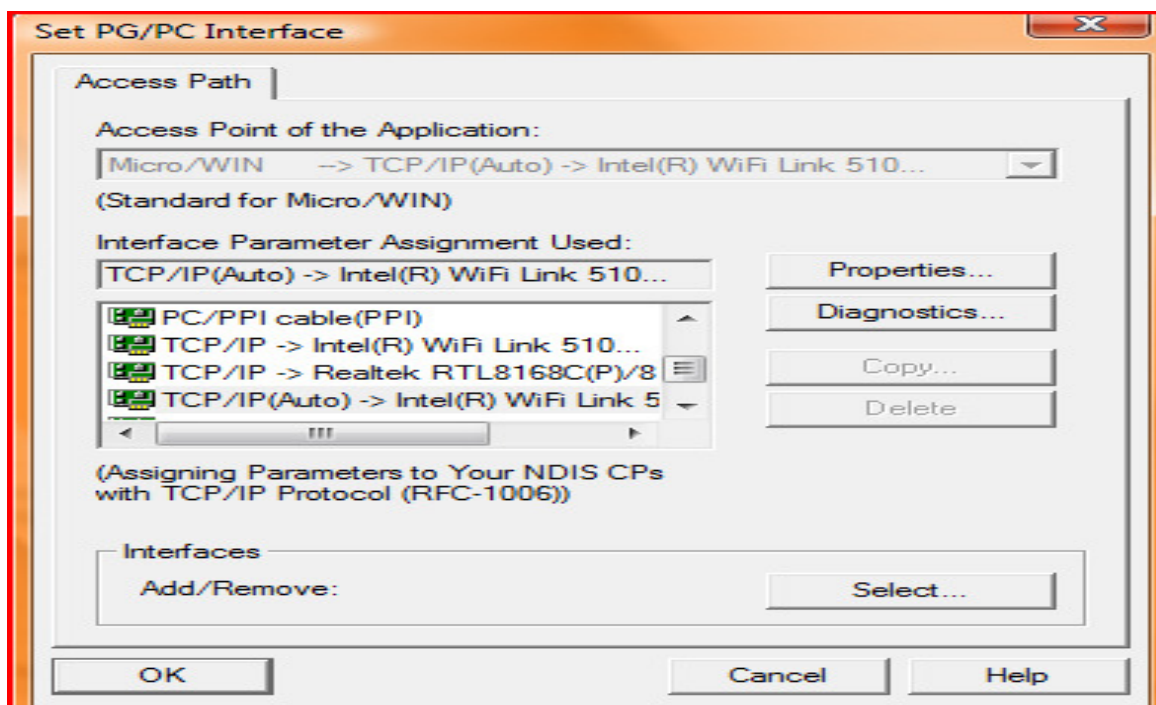 Set PG/PC Interface
Access Path
Access Point of the Application:
Micro/WIN --> TCP/IP(Auto) -> Intel(R) WiFi Link 510...
(Standard for Micro/WIN)
Interface Parameter Assignment Used:
TCP/IP(Auto) -> Intel(R) WiFi Link 510...
Properties...
PC/PPI cable(PPI)
Diagnostics...
TCP/IP -> Intel(R) WiFi Link 510...
TCP/IP -> Realtek RTL8168C(P)/8
Copy...
TCP/IP(Auto) -> Intel(R) WiFi Link 5
Delete
(Assigning Parameters to Your NDIS CPs
with TCP/IP Protocol (RFC-1006))
Interfaces
Add/Remove:
Select...
OK
Cancel
Help